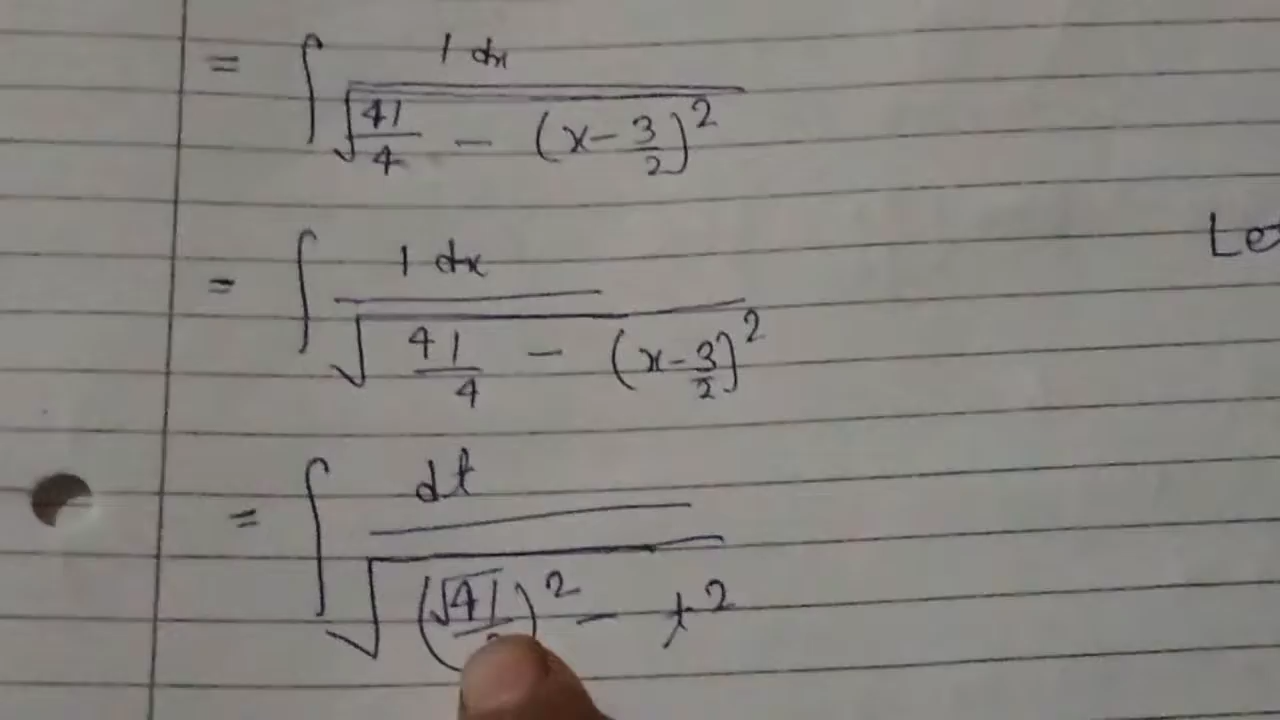 = ∫ 1 dx / √(41/4 - (x - 3/2)²)
Le
= ∫ 1 dx / √(41/4 - (x - 3/2)²)
= ∫ dt / √((√41/2)² - t²)